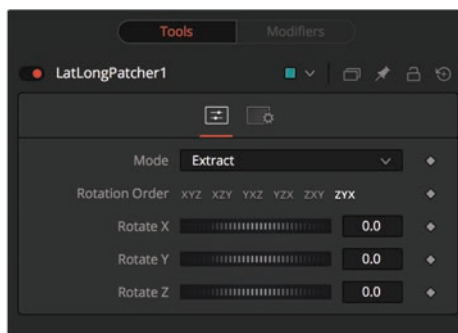 Tools Modifiers
LatLongPatcher1
Mode Extract
Rotation Order XYZ XZY YXZ YZX ZXY ZYX
Rotate X 0.0
Rotate Y 0.0
Rotate Z 0.0